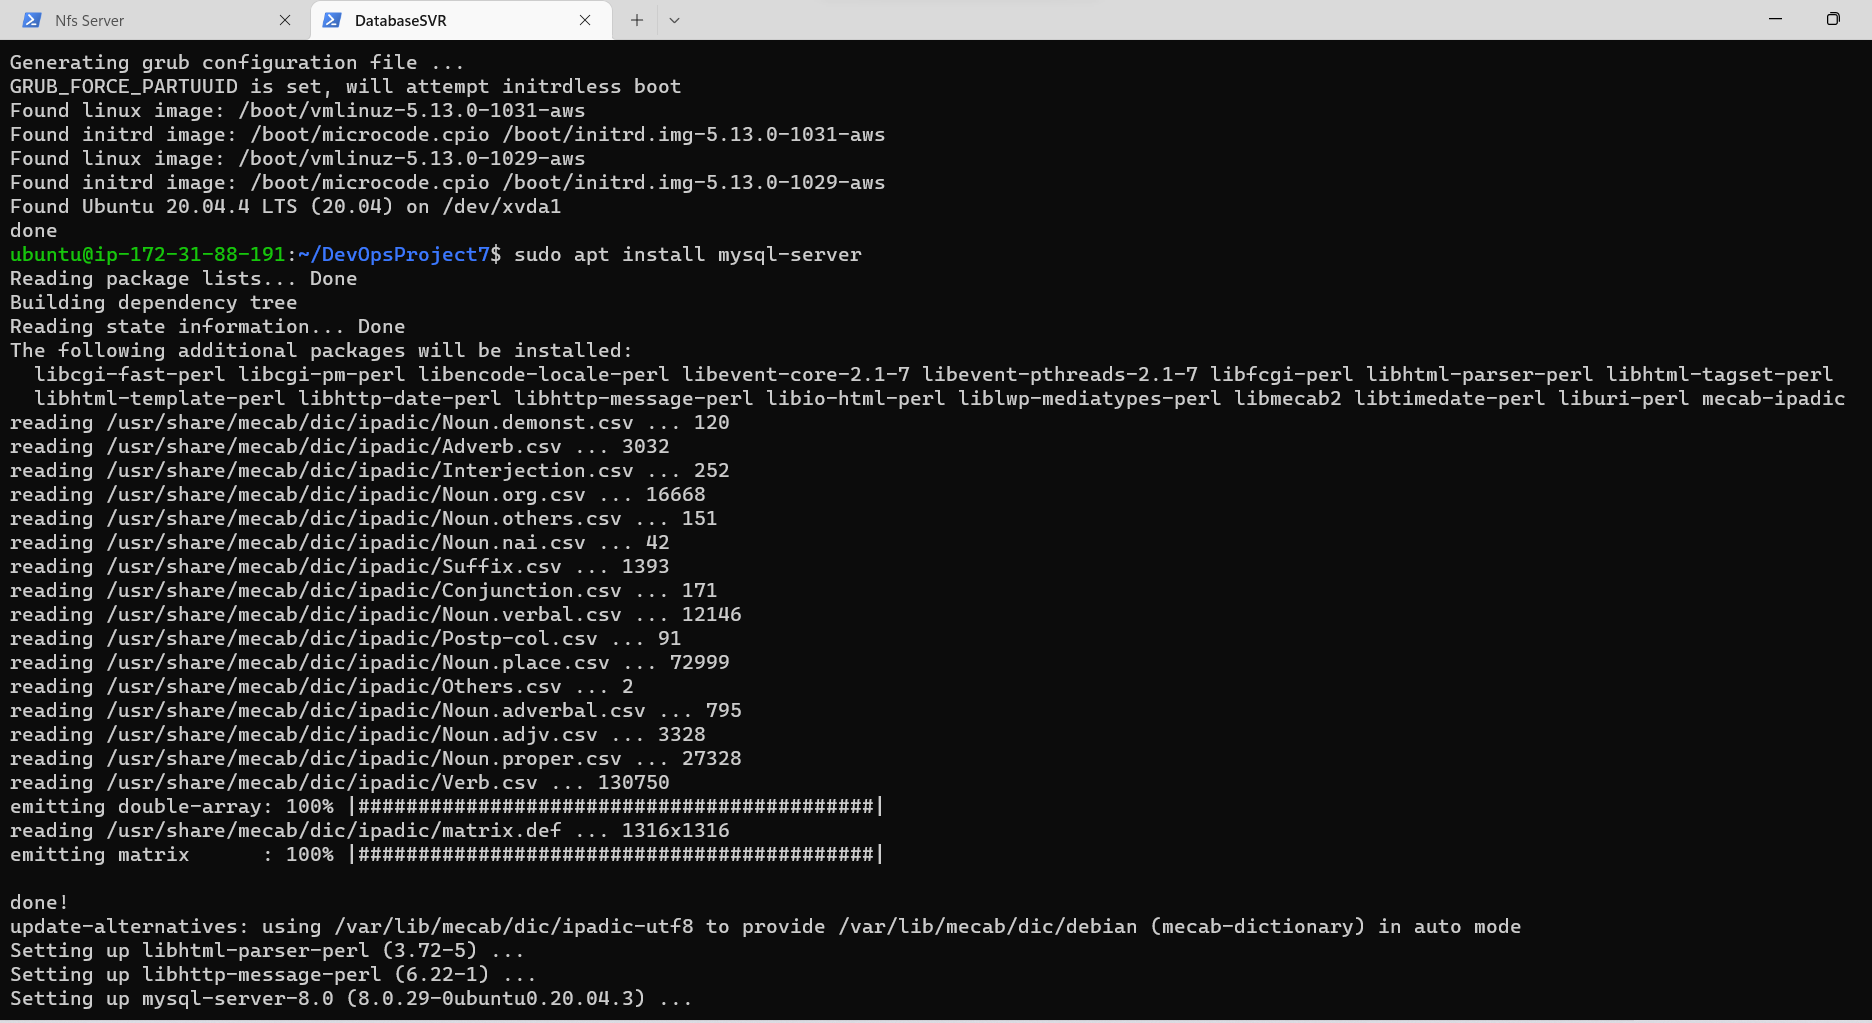 Nfs Server
DatabaseSVR
Generating grub configuration file ...
GRUB_FORCE_PARTUUID is set, will attempt initrdless boot
Found linux image: /boot/vmlinuz-5.13.0-1031-aws
Found initrd image: /boot/microcode.cpio /boot/initrd.img-5.13.0-1031-aws
Found linux image: /boot/vmlinuz-5.13.0-1029-aws
Found initrd image: /boot/microcode.cpio /boot/initrd.img-5.13.0-1029-aws
Found Ubuntu 20.04.4 LTS (20.04) on /dev/xvda1
done
ubuntu@ip-172-31-88-191:~/DevOpsProject7$ sudo apt install mysql-server
Reading package lists... Done
Building dependency tree
Reading state information... Done
The following additional packages will be installed:
  libcgi-fast-perl libcgi-pm-perl libencode-locale-perl libevent-core-2.1-7 libevent-pthreads-2.1-7 libfcgi-perl libhtml-parser-perl libhtml-tagset-perl
  libhtml-template-perl libhttp-date-perl libhttp-message-perl libio-html-perl liblwp-mediatypes-perl libmecab2 libtimedate-perl liburi-perl mecab-ipadic
reading /usr/share/mecab/dic/ipadic/Noun.demonst.csv ... 120
reading /usr/share/mecab/dic/ipadic/Adverb.csv ... 3032
reading /usr/share/mecab/dic/ipadic/Interjection.csv ... 252
reading /usr/share/mecab/dic/ipadic/Noun.org.csv ... 16668
reading /usr/share/mecab/dic/ipadic/Noun.others.csv ... 151
reading /usr/share/mecab/dic/ipadic/Noun.nai.csv ... 42
reading /usr/share/mecab/dic/ipadic/Suffix.csv ... 1393
reading /usr/share/mecab/dic/ipadic/Conjunction.csv ... 171
reading /usr/share/mecab/dic/ipadic/Noun.verbal.csv ... 12146
reading /usr/share/mecab/dic/ipadic/Postp-col.csv ... 91
reading /usr/share/mecab/dic/ipadic/Noun.place.csv ... 72999
reading /usr/share/mecab/dic/ipadic/Others.csv ... 2
reading /usr/share/mecab/dic/ipadic/Noun.adverbal.csv ... 795
reading /usr/share/mecab/dic/ipadic/Noun.adjv.csv ... 3328
reading /usr/share/mecab/dic/ipadic/Noun.proper.csv ... 27328
reading /usr/share/mecab/dic/ipadic/Verb.csv ... 130750
emitting double-array: 100% |###########################################|
reading /usr/share/mecab/dic/ipadic/matrix.def ... 1316x1316
emitting matrix      : 100% |###########################################|
done!
update-alternatives: using /var/lib/mecab/dic/ipadic-utf8 to provide /var/lib/mecab/dic/debian (mecab-dictionary) in auto mode
Setting up libhtml-parser-perl (3.72-5) ...
Setting up libhttp-message-perl (6.22-1) ...
Setting up mysql-server-8.0 (8.0.29-0ubuntu0.20.04.3) ...